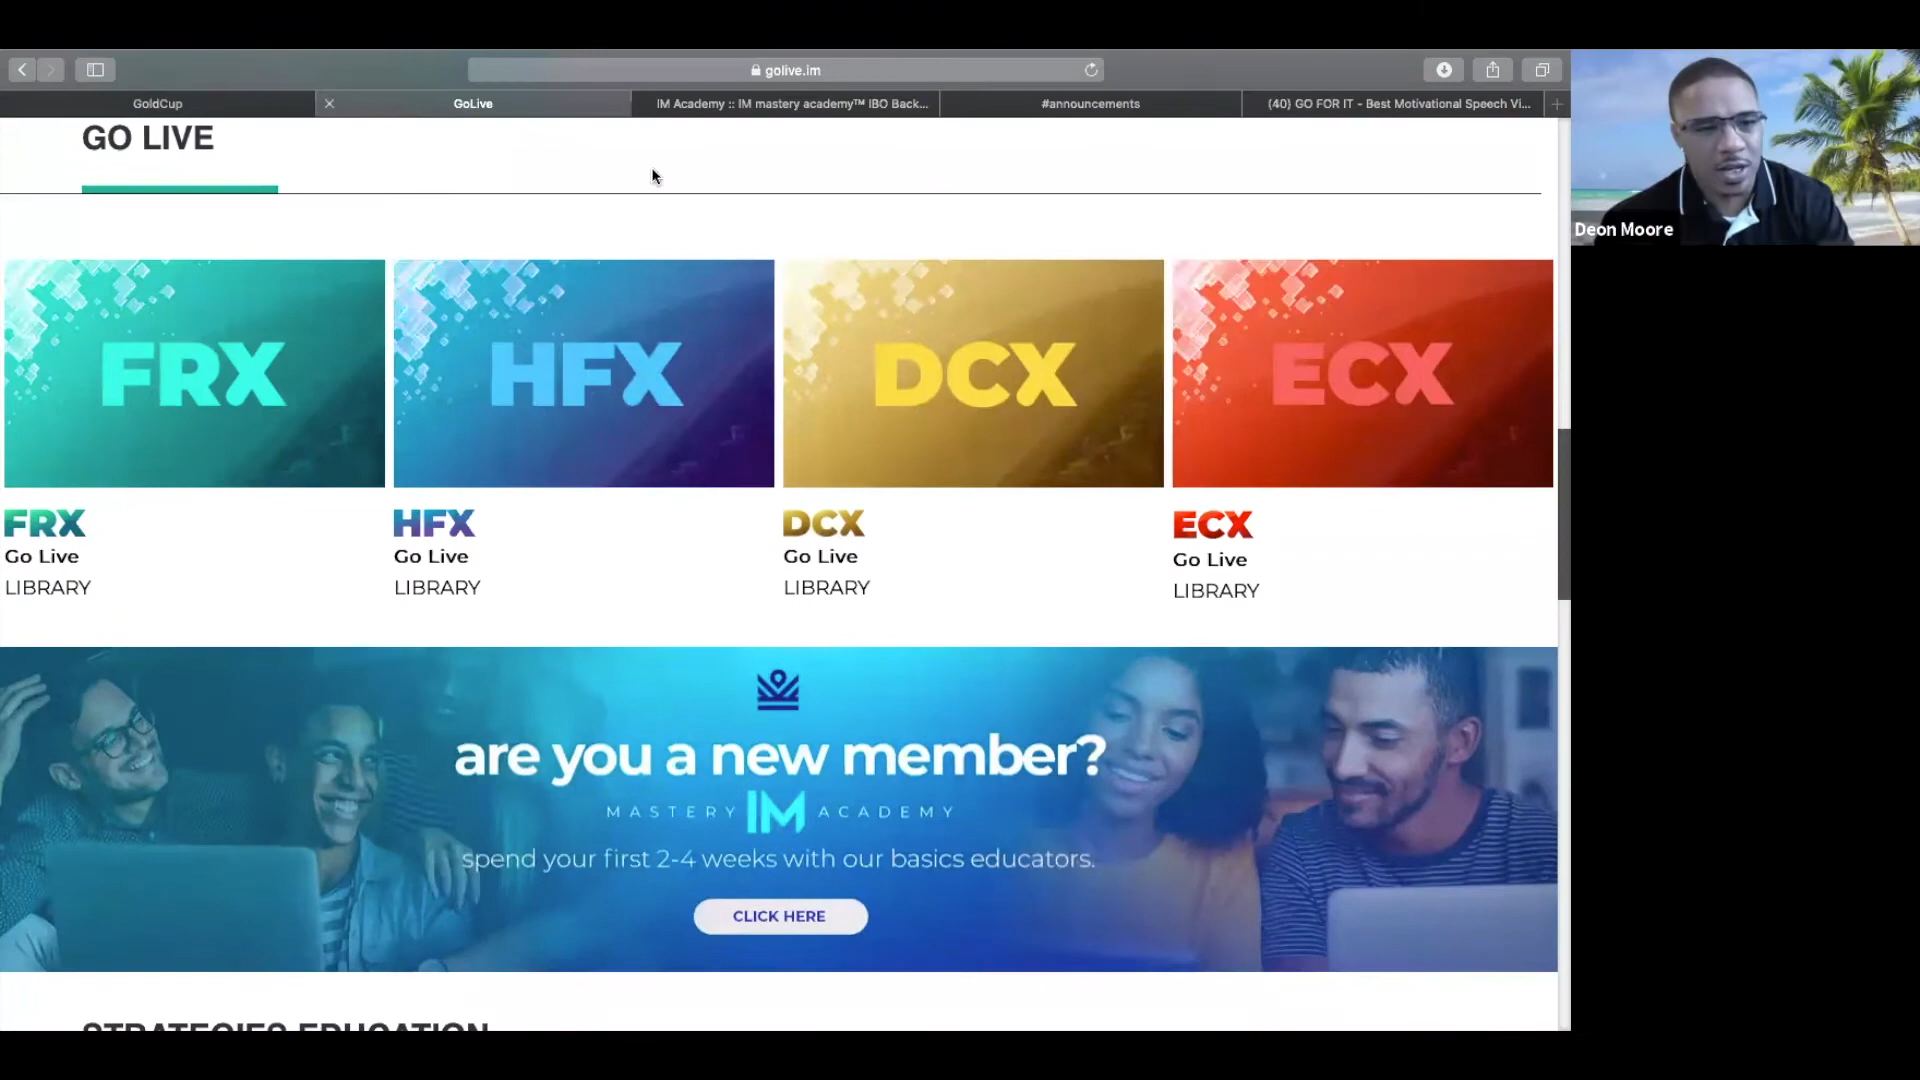 golive.im
GoldCup
GoLive
IM Academy :: IM mastery academy™ IBO Back...
#announcements
(40) GO FOR IT - Best Motivational Speech Vi...
Deon Moore
GO LIVE
FRX
HFX
DCX
ECX
FRX
Go Live
LIBRARY
HFX
Go Live
LIBRARY
DCX
Go Live
LIBRARY
ECX
Go Live
LIBRARY
are you a new member?
MASTERY IM ACADEMY
spend your first 2-4 weeks with our basics educators.
CLICK HERE
STRATEGIES EDUCATION